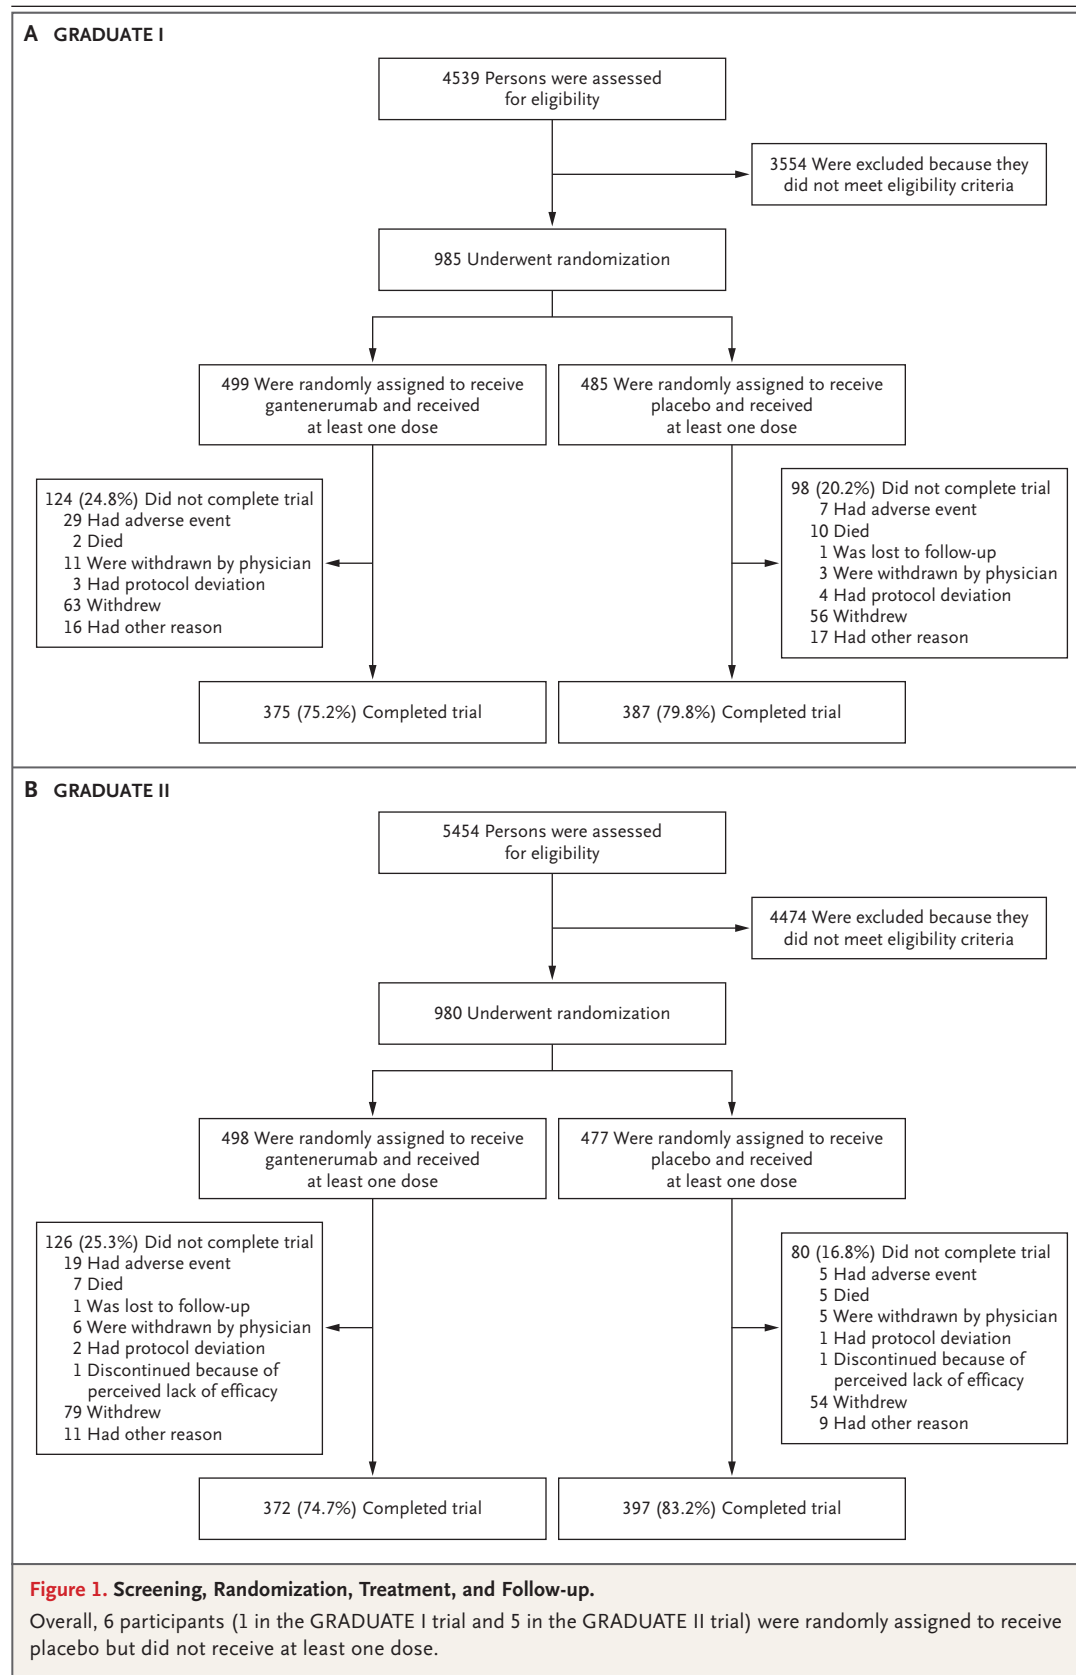 A GRADUATE I
4539 Persons were assessed
for eligibility
3554 Were excluded because they
did not meet eligibility criteria
985 Underwent randomization
499 Were randomly assigned to receive
gantenerumab and received
at least one dose
485 Were randomly assigned to receive
placebo and received
at least one dose
124 (24.8%) Did not complete trial
29 Had adverse event
2 Died
11 Were withdrawn by physician
3 Had protocol deviation
63 Withdrew
16 Had other reason
98 (20.2%) Did not complete trial
7 Had adverse event
10 Died
1 Was lost to follow-up
3 Were withdrawn by physician
4 Had protocol deviation
56 Withdrew
17 Had other reason
375 (75.2%) Completed trial
387 (79.8%) Completed trial
B GRADUATE II
5454 Persons were assessed
for eligibility
4474 Were excluded because they
did not meet eligibility criteria
980 Underwent randomization
498 Were randomly assigned to receive
gantenerumab and received
at least one dose
477 Were randomly assigned to receive
placebo and received
at least one dose
126 (25.3%) Did not complete trial
19 Had adverse event
7 Died
1 Was lost to follow-up
6 Were withdrawn by physician
2 Had protocol deviation
1 Discontinued because of
perceived lack of efficacy
79 Withdrew
11 Had other reason
80 (16.8%) Did not complete trial
5 Had adverse event
5 Died
5 Were withdrawn by physician
1 Had protocol deviation
1 Discontinued because of
perceived lack of efficacy
54 Withdrew
9 Had other reason
372 (74.7%) Completed trial
397 (83.2%) Completed trial
Figure 1. Screening, Randomization, Treatment, and Follow-up.
Overall, 6 participants (1 in the GRADUATE I trial and 5 in the GRADUATE II trial) were randomly assigned to receive
placebo but did not receive at least one dose.